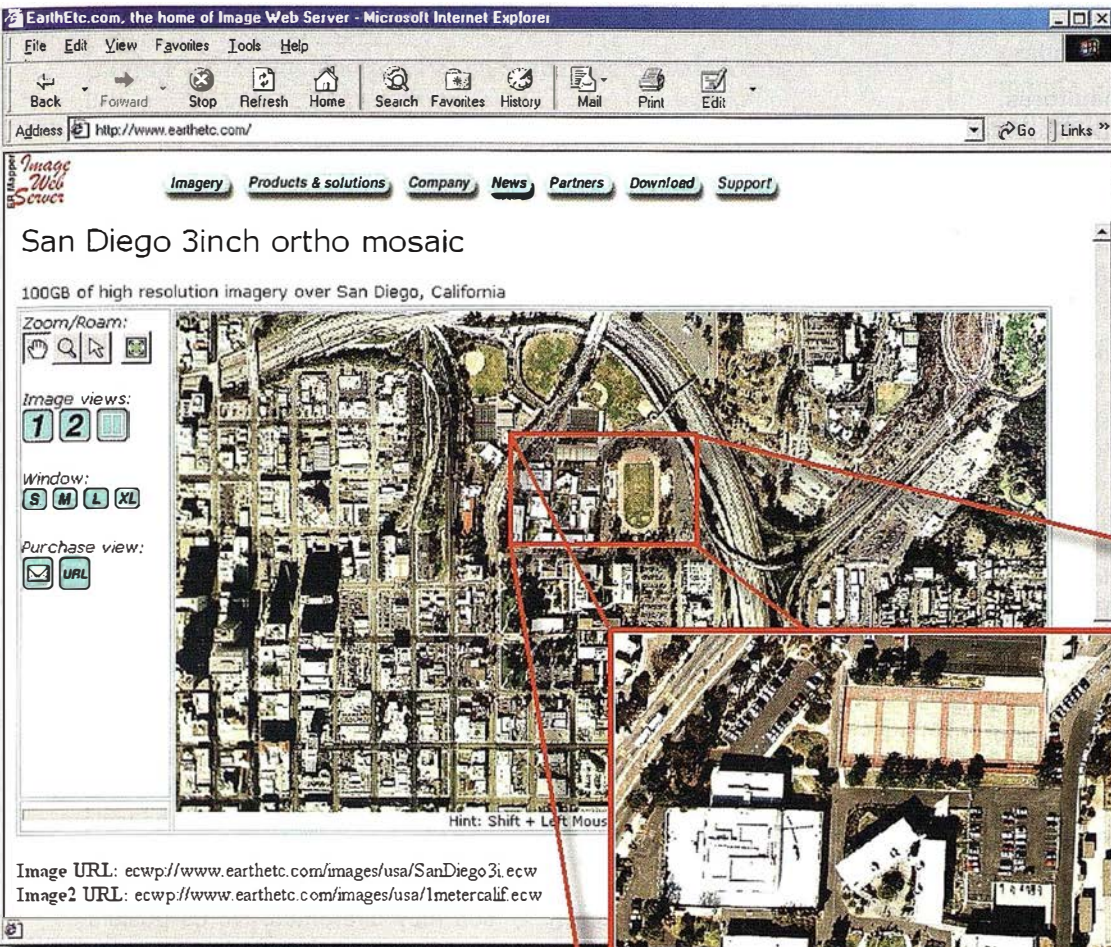 EarthEtc.com, the home of Image Web Server - Microsoft Internet Explorer
File Edit View Favorites Tools Help
Back Forward Stop Refresh Home Search Favorites History Mail Print Edit
Address http://www.earthetc.com/ Go Links »
ER Mapper
Image
Web
Server
Imagery Products & solutions Company News Partners Download Support
San Diego 3inch ortho mosaic
100GB of high resolution imagery over San Diego, California
Zoom/Roam:
Image views:
1 2
Window:
S M L XL
Purchase view:
URL
Hint: Shift + Left Mous
Image URL: ecwp://www.earthetc.com/images/usa/SanDiego3i.ecw
Image2 URL: ecwp://www.earthetc.com/images/usa/1metercalif.ecw